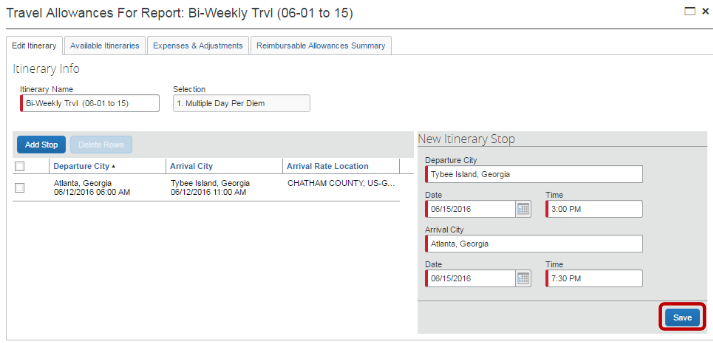 Travel Allowances For Report: Bi-Weekly Trvl (06-01 to 15)
Edit Itinerary
Available Itineraries
Expenses & Adjustments
Reimbursable Allowances Summary
Itinerary Info
Itinerary Name
Selection
Bi-Weekly Trvl (06-01 to 15)
1. Multiple Day Per Diem
Add Stop
Delete Rows
Departure City
Arrival City
Arrival Rate Location
Atlanta, Georgia
06/12/2016 06:00 AM
Tybee Island, Georgia
06/12/2016 11:00 AM
CHATHAM COUNTY, US-G...
New Itinerary Stop
Departure City
Tybee Island, Georgia
Date
Time
06/15/2016
3:00 PM
Arrival City
Atlanta, Georgia
Date
Time
06/15/2016
7:30 PM
Save